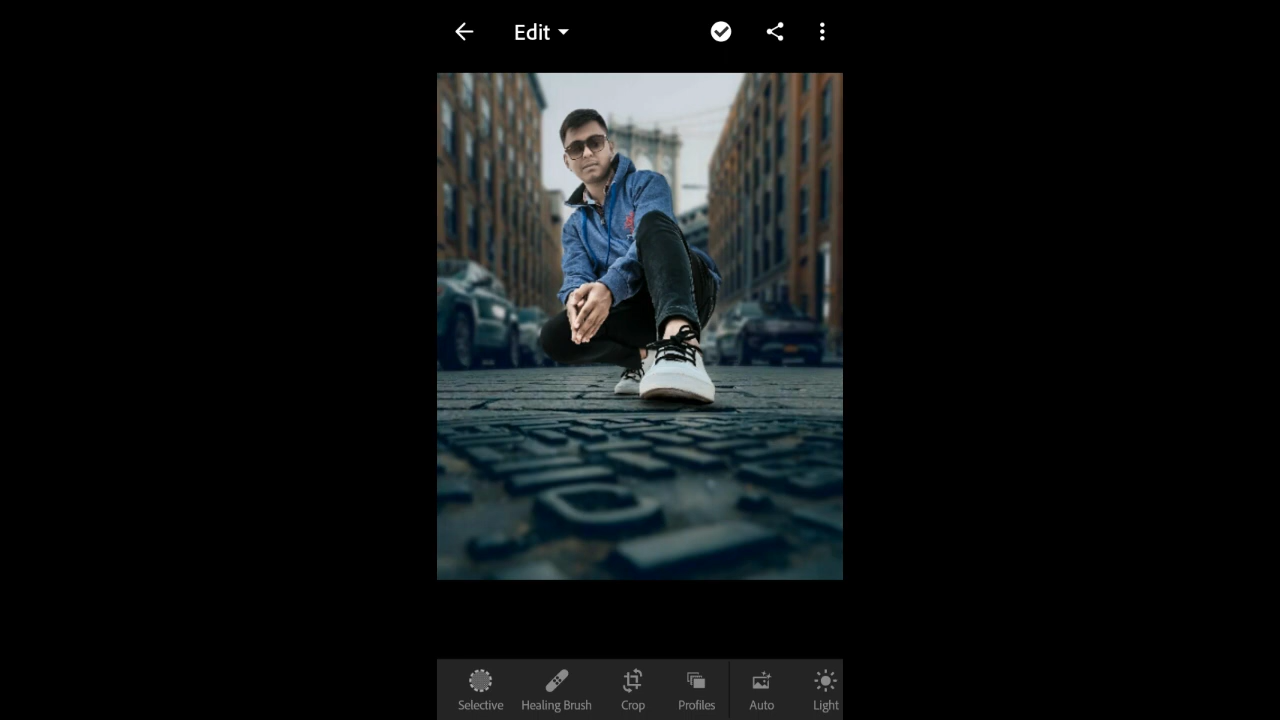 Edit
Selective
Healing Brush
Crop
Profiles
Auto
Light